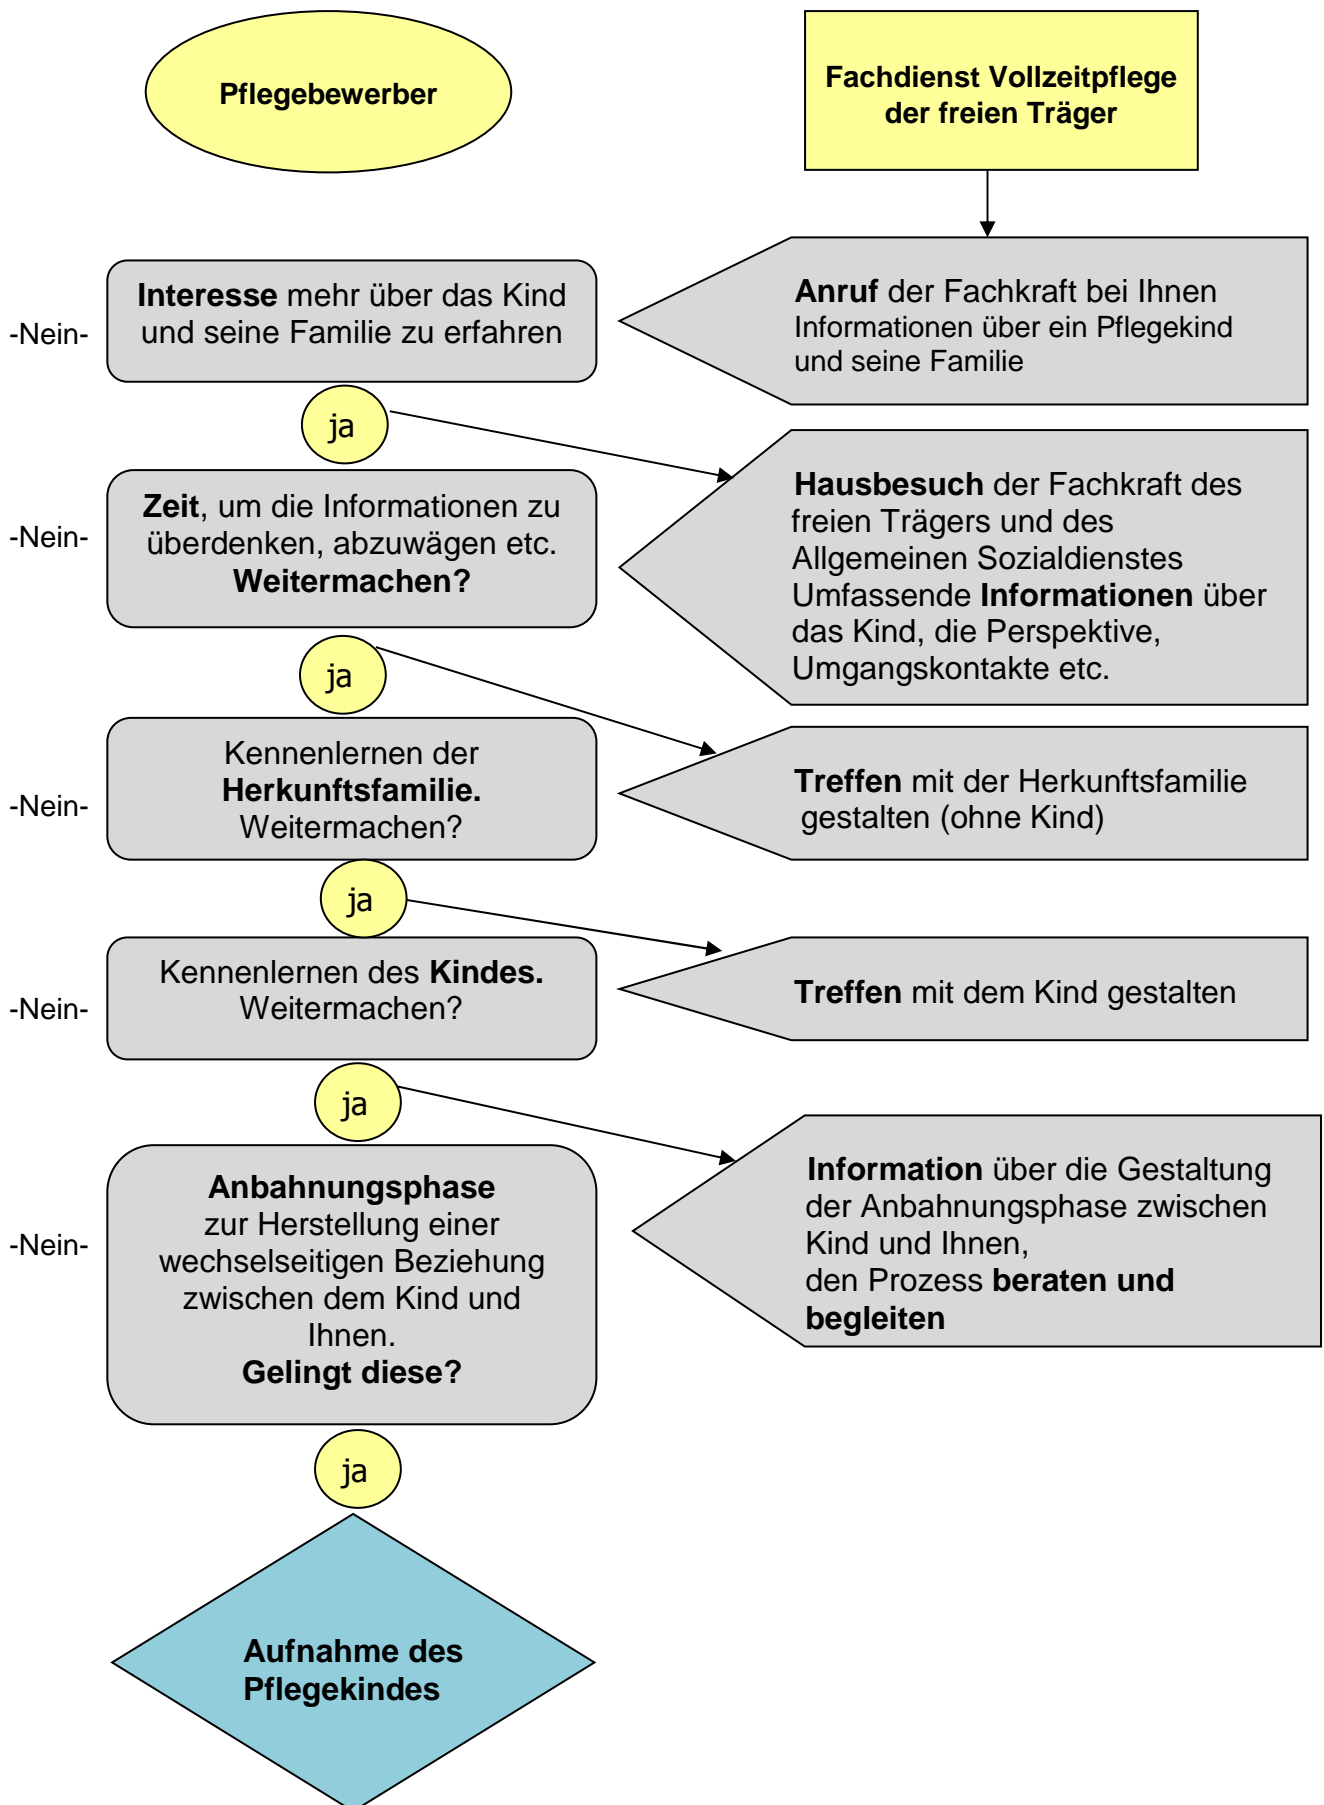 Pflegebewerber
Fachdienst Vollzeitpflege
der freien Träger
Anruf der Fachkraft bei Ihnen
Informationen über ein Pflegekind
und seine Familie
-Nein-
Interesse mehr über das Kind
und seine Familie zu erfahren
ja
Hausbesuch der Fachkraft des
freien Trägers und des
Allgemeinen Sozialdienstes
Umfassende Informationen über
das Kind, die Perspektive,
Umgangskontakte etc.
-Nein-
Zeit, um die Informationen zu
überdenken, abzuwägen etc.
Weitermachen?
ja
Treffen mit der Herkunftsfamilie
gestalten (ohne Kind)
-Nein-
Kennenlernen der
Herkunftsfamilie.
Weitermachen?
ja
Treffen mit dem Kind gestalten
-Nein-
Kennenlernen des Kindes.
Weitermachen?
ja
Information über die Gestaltung
der Anbahnungsphase zwischen
Kind und Ihnen,
den Prozess beraten und
begleiten
-Nein-
Anbahnungsphase
zur Herstellung einer
wechselseitigen Beziehung
zwischen dem Kind und
Ihnen.
Gelingt diese?
ja
Aufnahme des
Pflegekindes